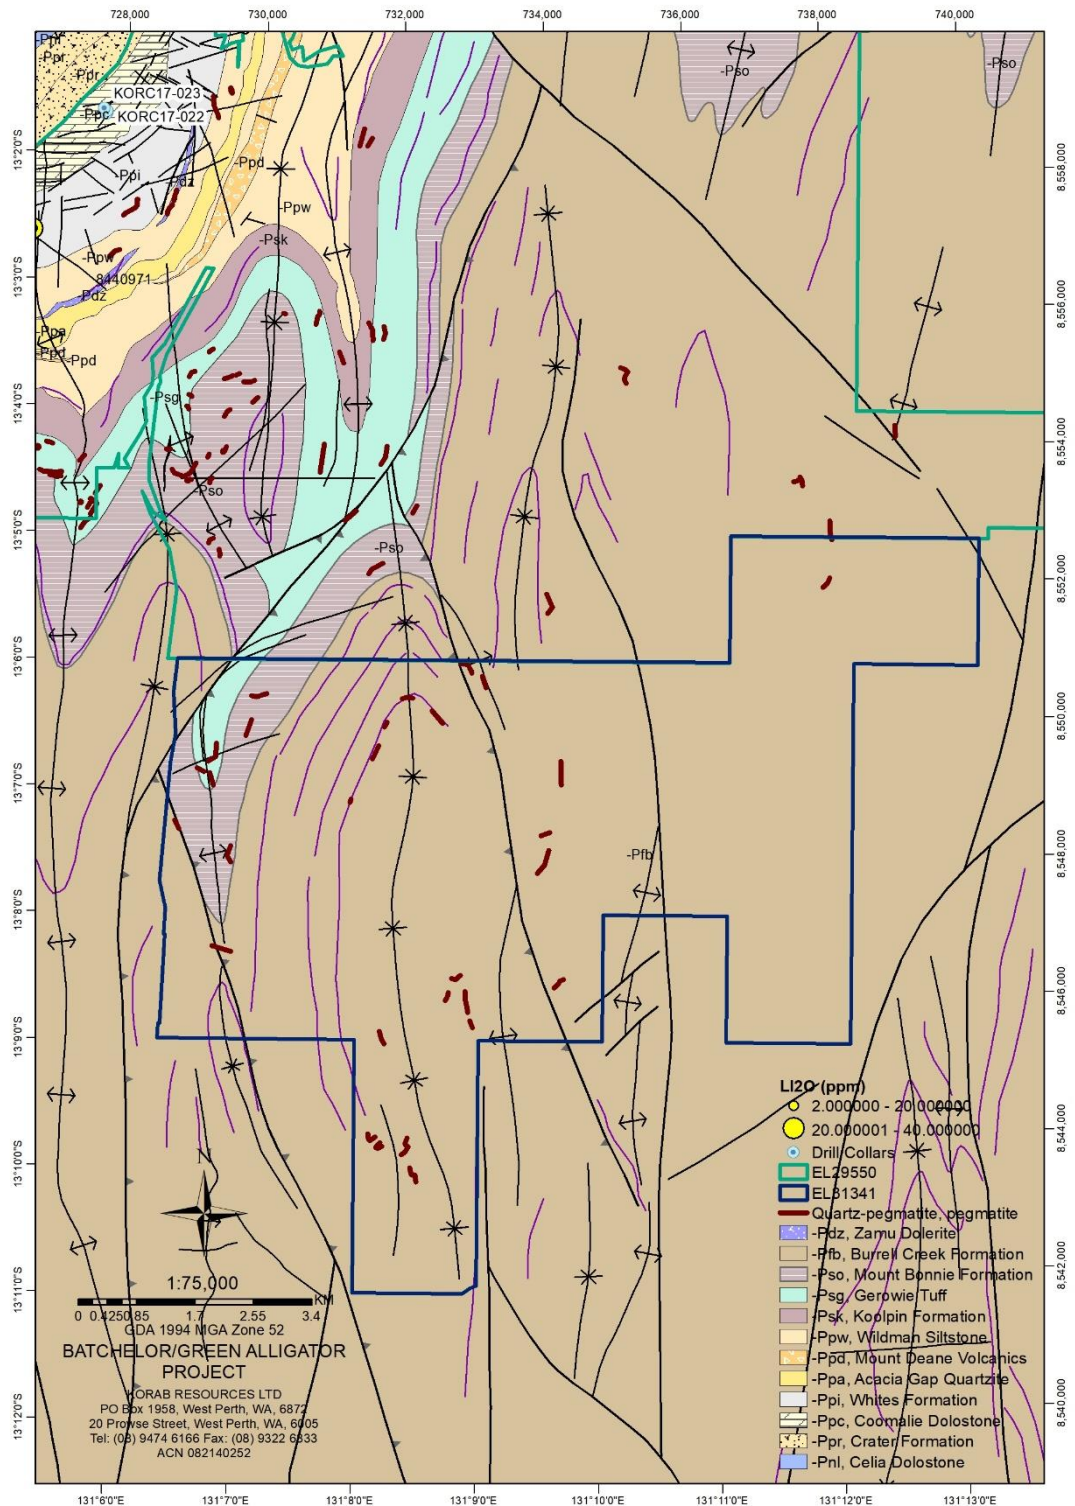 728,000 730,000 732,000 734,000 736,000 738,000 740,000
-Ppr
-Ppr
KORC17-023
-Ppc
KORC17-022
-Pso
-Pso
13°2'0"S
8,558,000
-Ppi
-Pdz
-Ppd
-Ppw
-Psk
-Ppw
13°3'0"S
8440971
-Pdz
8,556,000
-Ppa
-Ppd
-Ppd
13°4'0"S
-Psg
8,554,000
-Pso
13°5'0"S
-Pso
8,552,000
13°6'0"S
8,550,000
13°7'0"S
8,548,000
-Pfb
13°8'0"S
8,546,000
13°9'0"S
8,544,000
13°10'0"S
8,542,000
13°11'0"S
8,540,000
13°12'0"S
LI2O (ppm)
2.000000 - 20.000000
20.000001 - 40.000000
Drill Collars
EL29550
EL31341
Quartz-pegmatite, pegmatite
-Pdz, Zamu Dolerite
-Pfb, Burrell Creek Formation
-Pso, Mount Bonnie Formation
-Psg, Gerowie Tuff
-Psk, Koolpin Formation
-Ppw, Wildman Siltstone
-Ppd, Mount Deane Volcanics
-Ppa, Acacia Gap Quartzite
-Ppi, Whites Formation
-Ppc, Coomalie Dolostone
-Ppr, Crater Formation
-Pnl, Celia Dolostone
N
1:75,000
KM
0 0.425 0.85 1.7 2.55 3.4
GDA 1994 MGA Zone 52
BATCHELOR/GREEN ALLIGATOR
PROJECT
KORAB RESOURCES LTD
PO Box 1958, West Perth, WA, 6872
20 Prowse Street, West Perth, WA, 6005
Tel: (08) 9474 6166 Fax: (08) 9322 6333
ACN 082140252
131°6'0"E 131°7'0"E 131°8'0"E 131°9'0"E 131°10'0"E 131°11'0"E 131°12'0"E 131°13'0"E